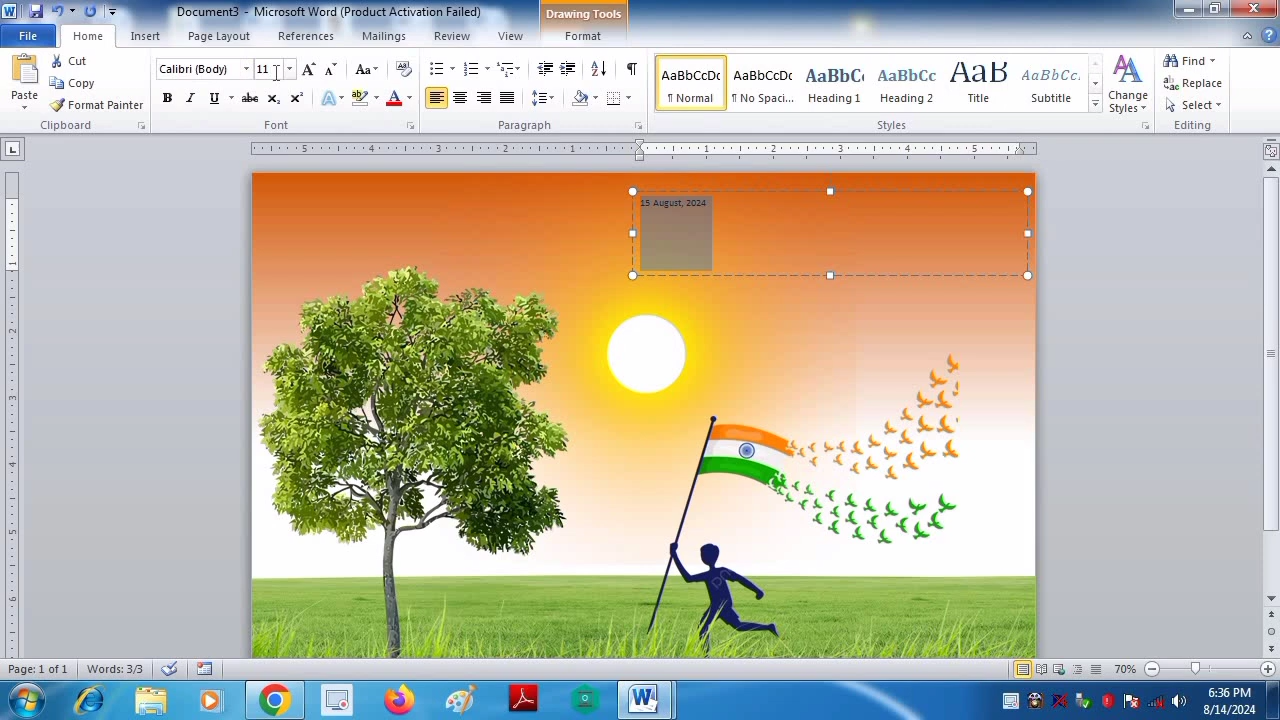 Document3 - Microsoft Word (Product Activation Failed)
Drawing Tools
File
Home
Insert
Page Layout
References
Mailings
Review
View
Format
Paste
Cut
Copy
Format Painter
Clipboard
Calibri (Body)
11
Font
Paragraph
AaBbCcDc
¶ Normal
AaBbCcDc
¶ No Spaci...
AaBbCc
Heading 1
AaBbCc
Heading 2
AaB
Title
AaBbCc.
Subtitle
Styles
Change
Styles
Find
Replace
Select
Editing
15 August, 2024
Page: 1 of 1
Words: 3/3
70%
6:36 PM
8/14/2024